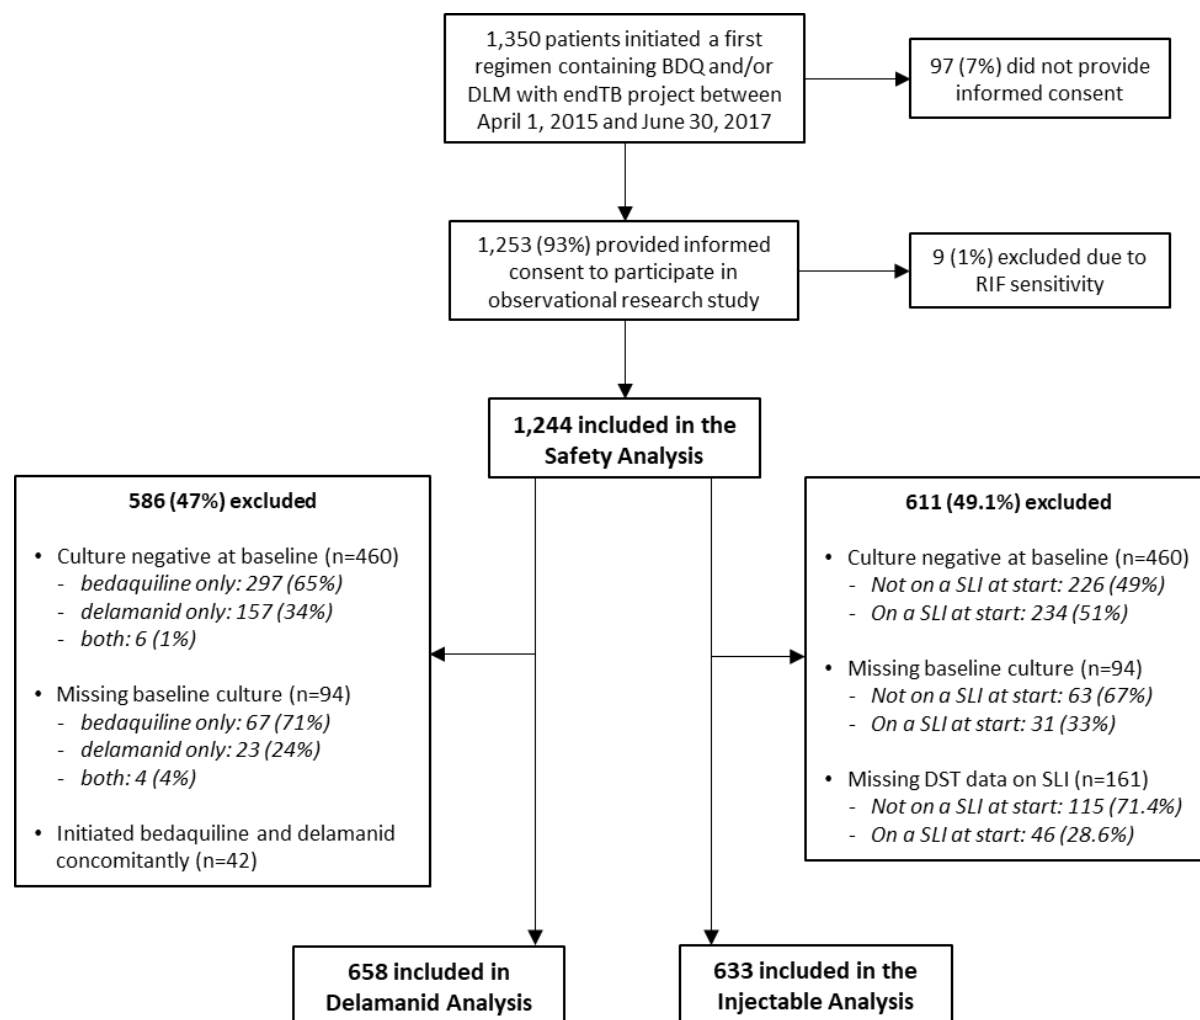 1,350 patients initiated a first
regimen containing BDQ and/or
DLM with endTB project between
April 1, 2015 and June 30, 2017
97 (7%) did not provide
informed consent
1,253 (93%) provided informed
consent to participate in
observational research study
9 (1%) excluded due to
RIF sensitivity
1,244 included in the
Safety Analysis
586 (47%) excluded
• Culture negative at baseline (n=460)
- bedaquiline only: 297 (65%)
- delamanid only: 157 (34%)
- both: 6 (1%)
• Missing baseline culture (n=94)
- bedaquiline only: 67 (71%)
- delamanid only: 23 (24%)
- both: 4 (4%)
• Initiated bedaquiline and delamanid
concomitantly (n=42)
611 (49.1%) excluded
• Culture negative at baseline (n=460)
- Not on a SLI at start: 226 (49%)
- On a SLI at start: 234 (51%)
• Missing baseline culture (n=94)
- Not on a SLI at start: 63 (67%)
- On a SLI at start: 31 (33%)
• Missing DST data on SLI (n=161)
- Not on a SLI at start: 115 (71.4%)
- On a SLI at start: 46 (28.6%)
658 included in
Delamanid Analysis
633 included in the
Injectable Analysis